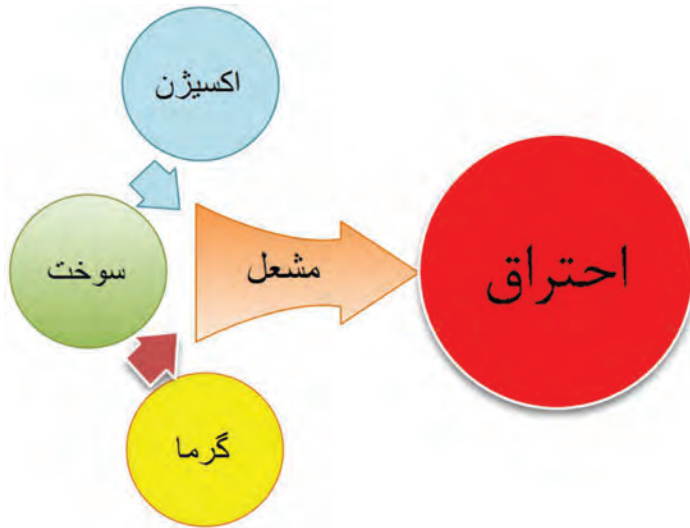 اکسیژن
سوخت
مشعل
احتراق
گرما